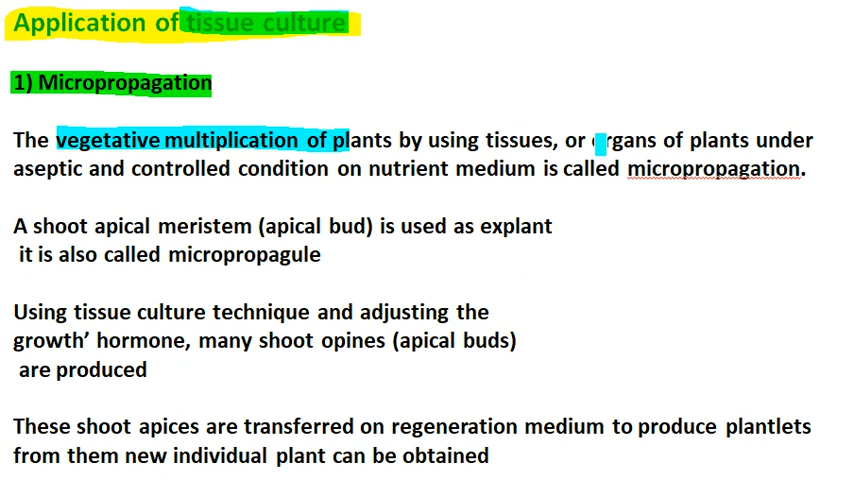 Application of tissue culture
1) Micropropagation
The vegetative multiplication of plants by using tissues, or organs of plants under
aseptic and controlled condition on nutrient medium is called micropropagation.
A shoot apical meristem (apical bud) is used as explant
it is also called micropropagule
Using tissue culture technique and adjusting the
growth’ hormone, many shoot opines (apical buds)
are produced
These shoot apices are transferred on regeneration medium to produce plantlets
from them new individual plant can be obtained